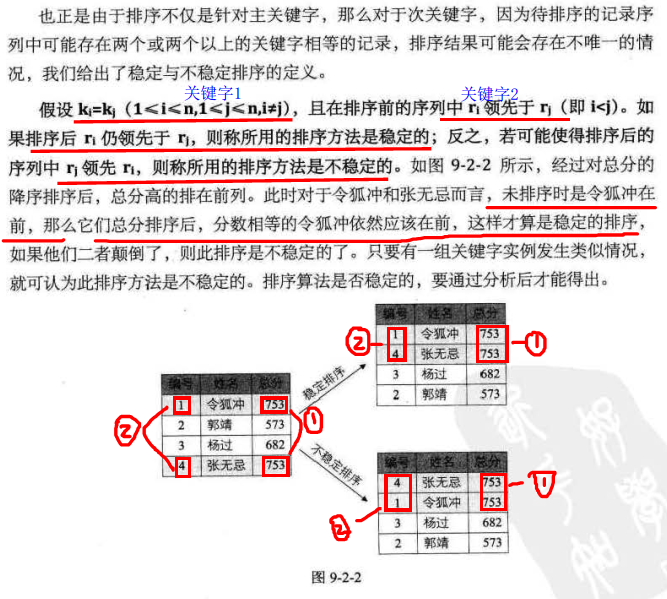 也正是由于排序不仅是针对主关键字，那么对于次关键字，因为待排序的记录序
列中可能存在两个或两个以上的关键字相等的记录，排序结果可能会存在不唯一的情
况，我们给出了稳定与不稳定排序的定义。
关键字1 关键字2
假设 ki=kj（1≤i≤n,1≤j≤n,i≠j），且在排序前的序列中 ri 领先于 rj（即 i<j）。如
果排序后 ri 仍领先于 rj，则称所用的排序方法是稳定的；反之，若可能使得排序后的
序列中 rj 领先 ri，则称所用的排序方法是不稳定的。如图 9-2-2 所示，经过对总分的
降序排序后，总分高的排在前列。此时对于令狐冲和张无忌而言，未排序时是令狐冲在
前，那么它们总分排序后，分数相等的令狐冲依然应该在前，这样才算是稳定的排序，
如果他们二者颠倒了，则此排序是不稳定的了。只要有一组关键字实例发生类似情况，
就可认为此排序方法是不稳定的。排序算法是否稳定的，要通过分析后才能得出。
编号 姓名 总分
② 1 令狐冲 753 ①
4 张无忌 753
3 杨过 682
2 郭靖 573
稳定排序
编号 姓名 总分
1 令狐冲 753
② 2 郭靖 573 ①
3 杨过 682
4 张无忌 753
不稳定排序
编号 姓名 总分
4 张无忌 753 ①
② 1 令狐冲 753
3 杨过 682
2 郭靖 573
图 9-2-2